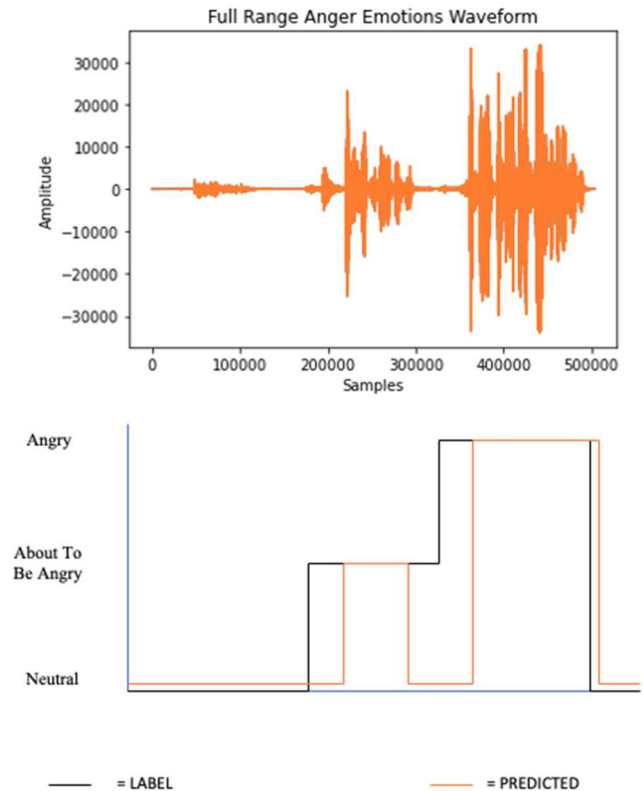 Full Range Anger Emotions Waveform
30000
20000
10000
0
−10000
−20000
−30000
Amplitude
0 100000 200000 300000 400000 500000
Samples
Angry
About To
Be Angry
Neutral
= LABEL
= PREDICTED